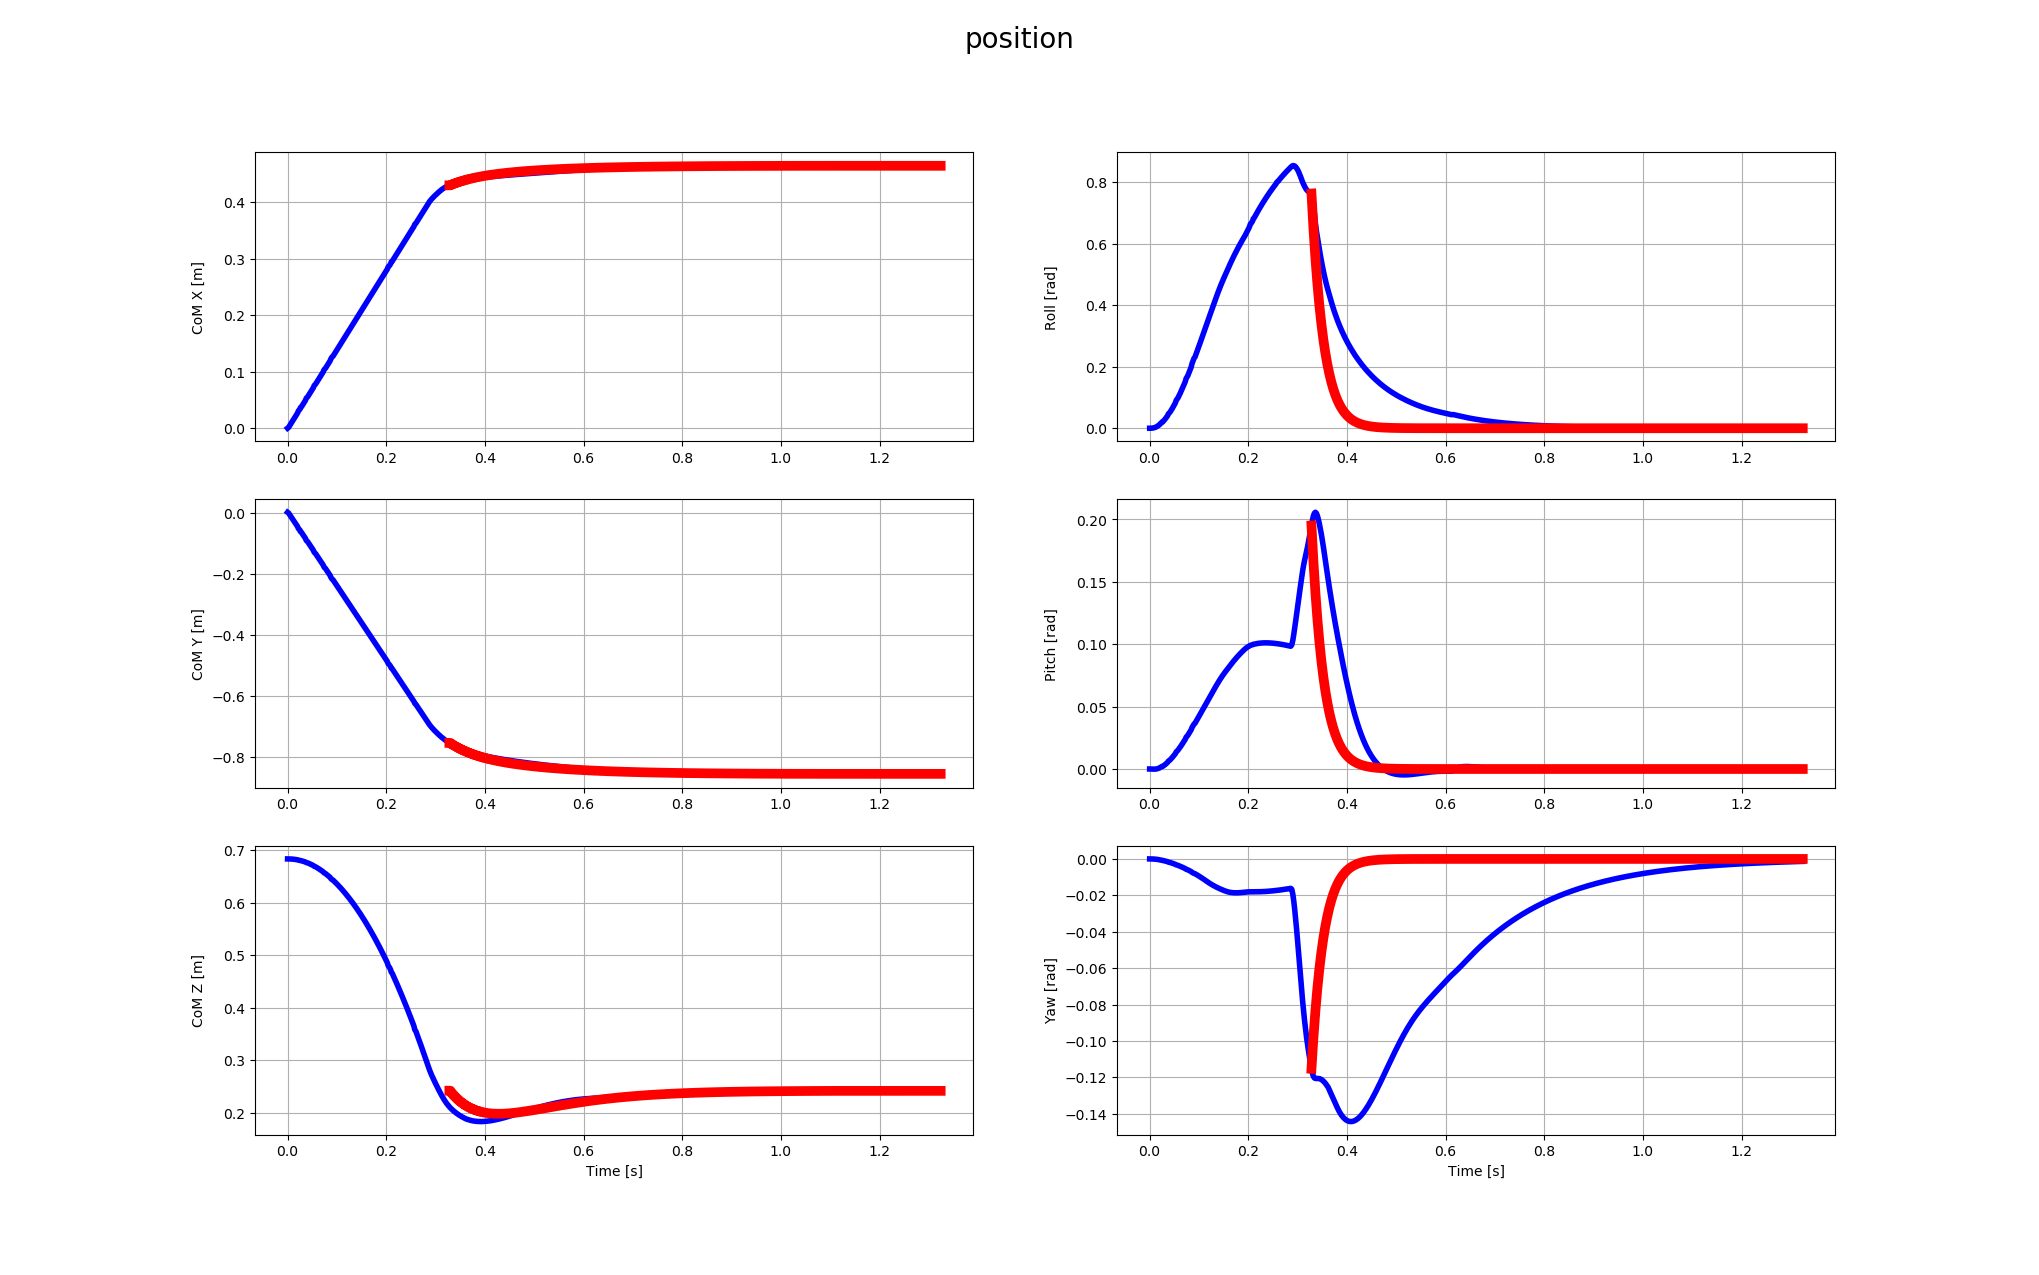 position
CoM X [m]
0.4
0.3
0.2
0.1
0.0
0.0 0.2 0.4 0.6 0.8 1.0 1.2
Roll [rad]
0.8
0.6
0.4
0.2
0.0
0.0 0.2 0.4 0.6 0.8 1.0 1.2
CoM Y [m]
0.0
−0.2
−0.4
−0.6
−0.8
0.0 0.2 0.4 0.6 0.8 1.0 1.2
Pitch [rad]
0.20
0.15
0.10
0.05
0.00
0.0 0.2 0.4 0.6 0.8 1.0 1.2
CoM Z [m]
0.7
0.6
0.5
0.4
0.3
0.2
0.0 0.2 0.4 0.6 0.8 1.0 1.2
Time [s]
Yaw [rad]
0.00
−0.02
−0.04
−0.06
−0.08
−0.10
−0.12
−0.14
0.0 0.2 0.4 0.6 0.8 1.0 1.2
Time [s]